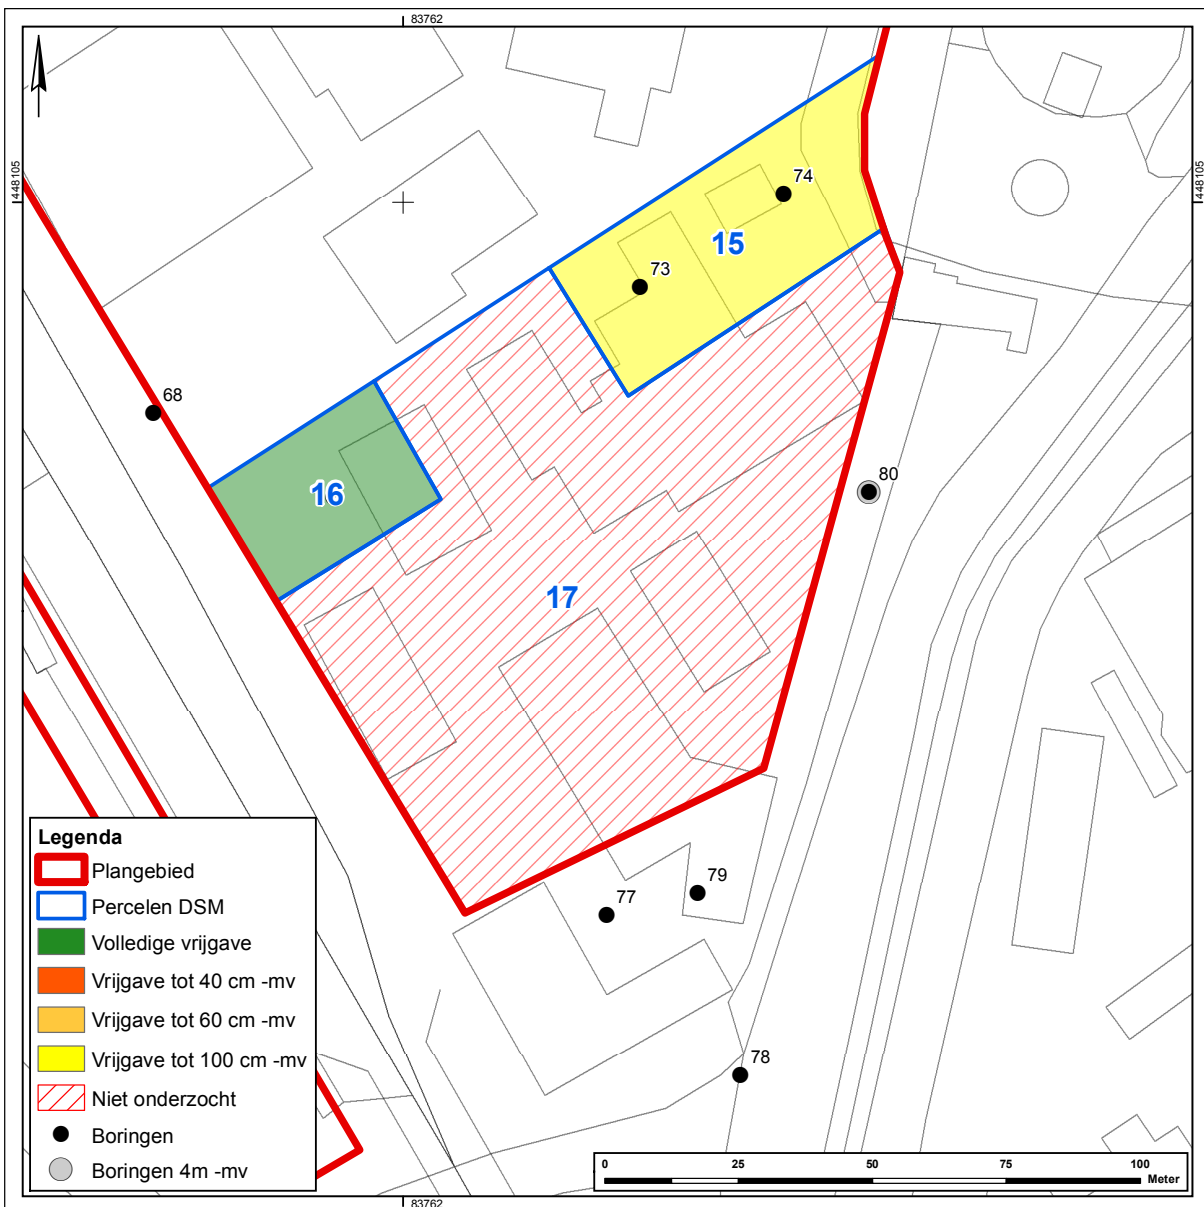 83762
448105
448105
74
15
73
68
80
16
17
79
77
78
Legenda
Plangebied
Percelen DSM
Volledige vrijgave
Vrijgave tot 40 cm -mv
Vrijgave tot 60 cm -mv
Vrijgave tot 100 cm -mv
Niet onderzocht
Boringen
Boringen 4m -mv
0 25 50 75 100
Meter
83762